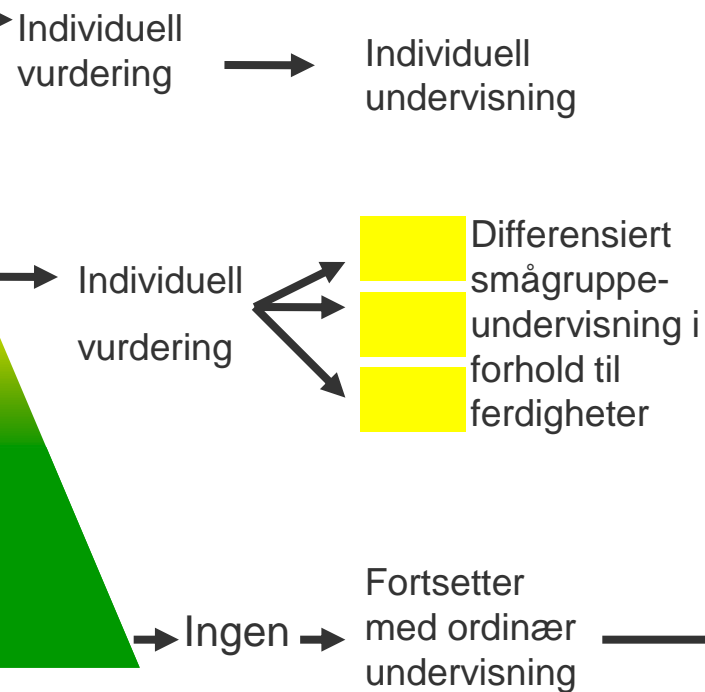 Individuell
vurdering
Individuell
undervisning
Individuell
vurdering
Differensiert
smågruppe-
undervisning i
forhold til
ferdigheter
Ingen
Fortsetter
med ordinær
undervisning